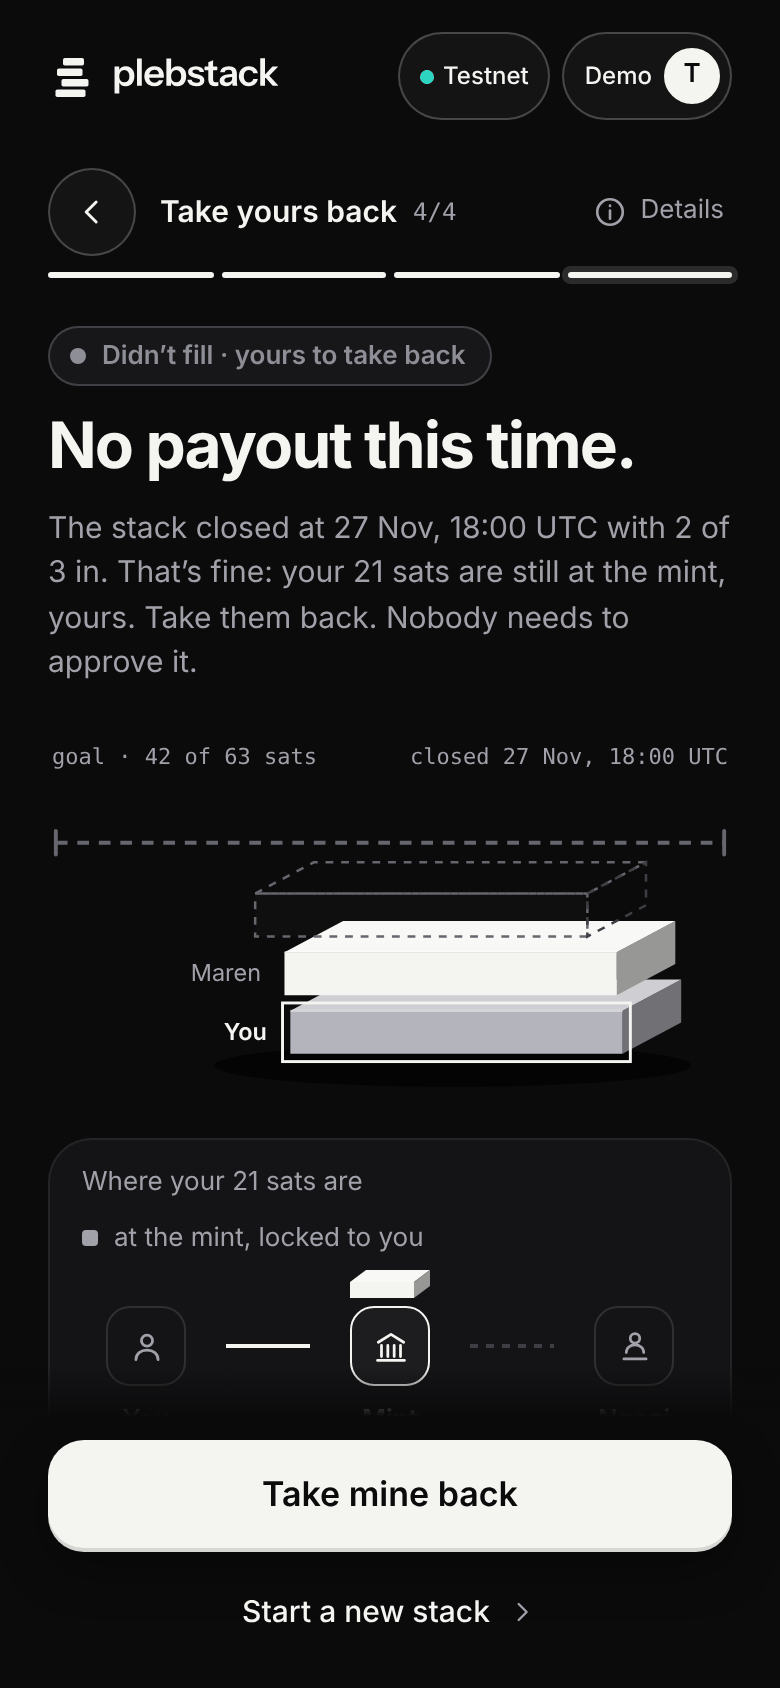 plebstack
Testnet
Demo
T
Take yours back 4/4
Details
Didn’t fill · yours to take back
No payout this time.
The stack closed at 27 Nov, 18:00 UTC with 2 of
3 in. That’s fine: your 21 sats are still at the mint,
yours. Take them back. Nobody needs to
approve it.
goal · 42 of 63 sats
closed 27 Nov, 18:00 UTC
Maren
You
Where your 21 sats are
at the mint, locked to you
Take mine back
Start a new stack